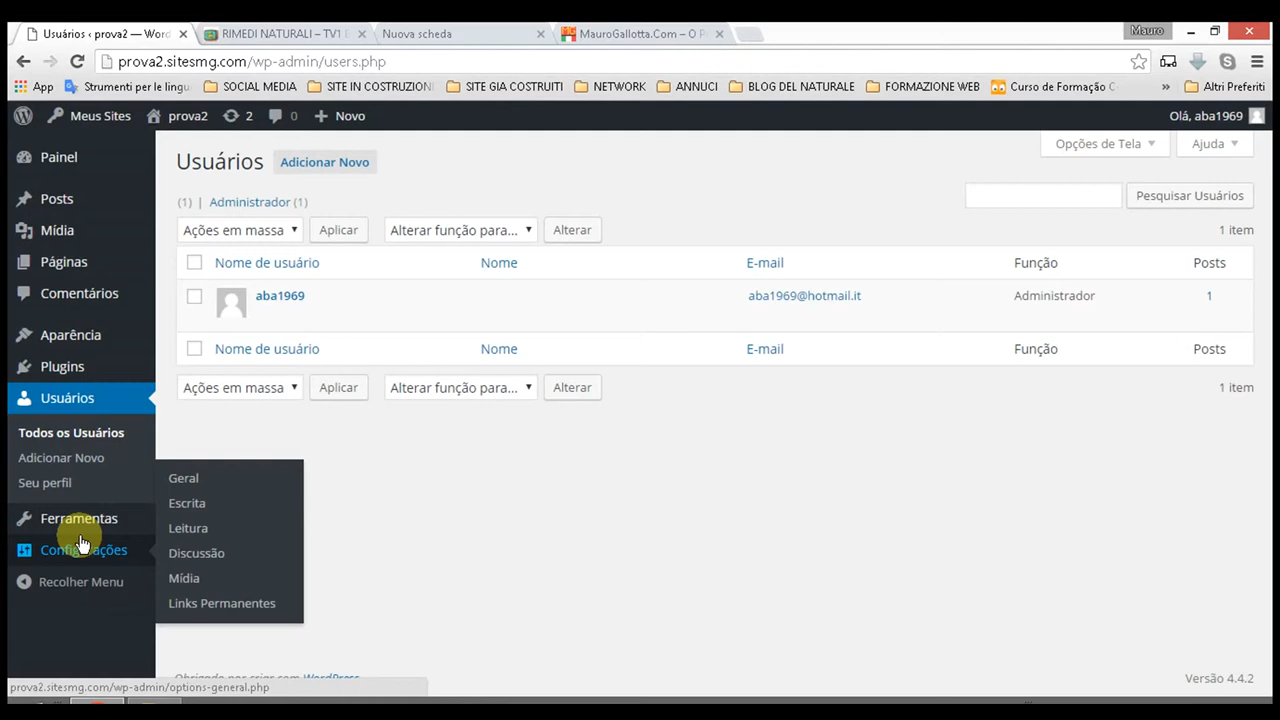 Usuários ‹ prova2 — Word
RIMEDI NATURALI – TV1
Nuova scheda
MauroGallotta.Com – O P
Mauro
prova2.sitesmg.com/wp-admin/users.php
App
Strumenti per le lingu
SOCIAL MEDIA
SITE IN COSTRUZIONI
SITE GIA COSTRUITI
NETWORK
ANNUCI
BLOG DEL NATURALE
FORMAZIONE WEB
Curso de Formação C
»
Altri Preferiti
Meus Sites
prova2
2
0
Novo
Olá, aba1969
Painel
Posts
Mídia
Páginas
Comentários
Aparência
Plugins
Usuários
Todos os Usuários
Adicionar Novo
Seu perfil
Ferramentas
Recolher Menu
Geral
Escrita
Leitura
Discussão
Mídia
Links Permanentes
Usuários Adicionar Novo
Opções de Tela
Ajuda
(1) | Administrador (1)
Pesquisar Usuários
Ações em massa
Aplicar
Alterar função para...
Alterar
1 item
Nome de usuário Nome E-mail Função Posts
aba1969 aba1969@hotmail.it Administrador 1
Nome de usuário Nome E-mail Função Posts
Ações em massa
Aplicar
Alterar função para...
Alterar
1 item
Obrigado por criar com WordPress
Versão 4.4.2
prova2.sitesmg.com/wp-admin/options-general.php